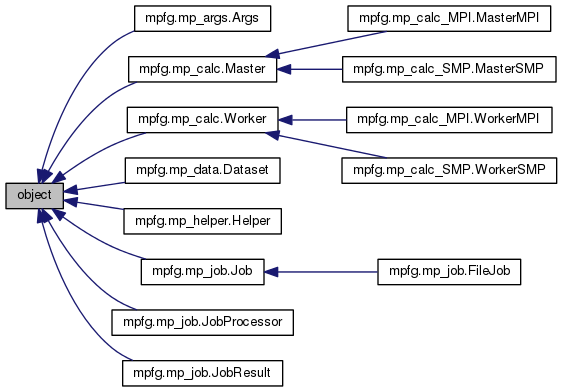 mpfg.mp_args.Args
mpfg.mp_calc_MPI.MasterMPI
mpfg.mp_calc.Master
mpfg.mp_calc_SMP.MasterSMP
mpfg.mp_calc.Worker
mpfg.mp_calc_MPI.WorkerMPI
mpfg.mp_data.Dataset
mpfg.mp_calc_SMP.WorkerSMP
object
mpfg.mp_helper.Helper
mpfg.mp_job.Job
mpfg.mp_job.FileJob
mpfg.mp_job.JobProcessor
mpfg.mp_job.JobResult